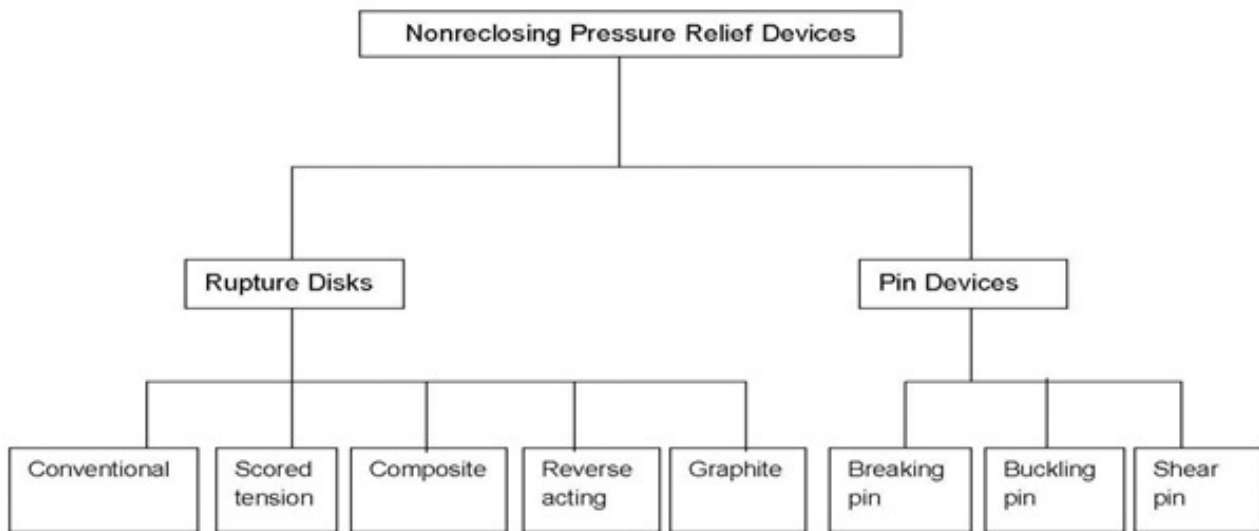 Nonreclosing Pressure Relief Devices
Rupture Disks
Pin Devices
Conventional
Scored
tension
Composite
Reverse
acting
Graphite
Breaking
pin
Buckling
pin
Shear
pin